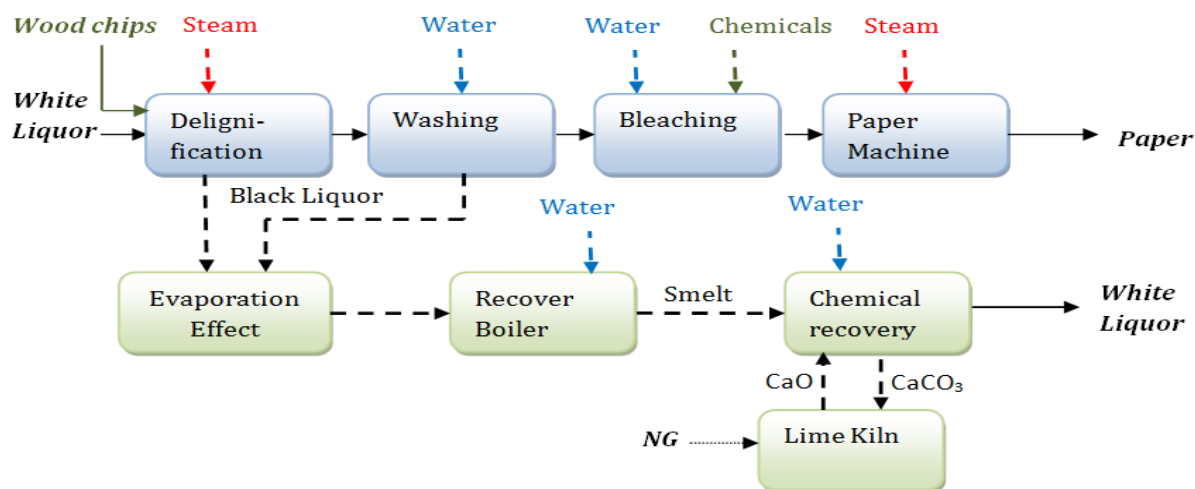 Wood chips
Steam
Water
Water
Chemicals
Steam
White
Liquor
Deligni-
fication
Washing
Bleaching
Paper
Machine
Paper
Black Liquor
Water
Water
Evaporation
Effect
Recover
Boiler
Smelt
Chemical
recovery
White
Liquor
CaO
CaCO₃
NG
Lime Kiln